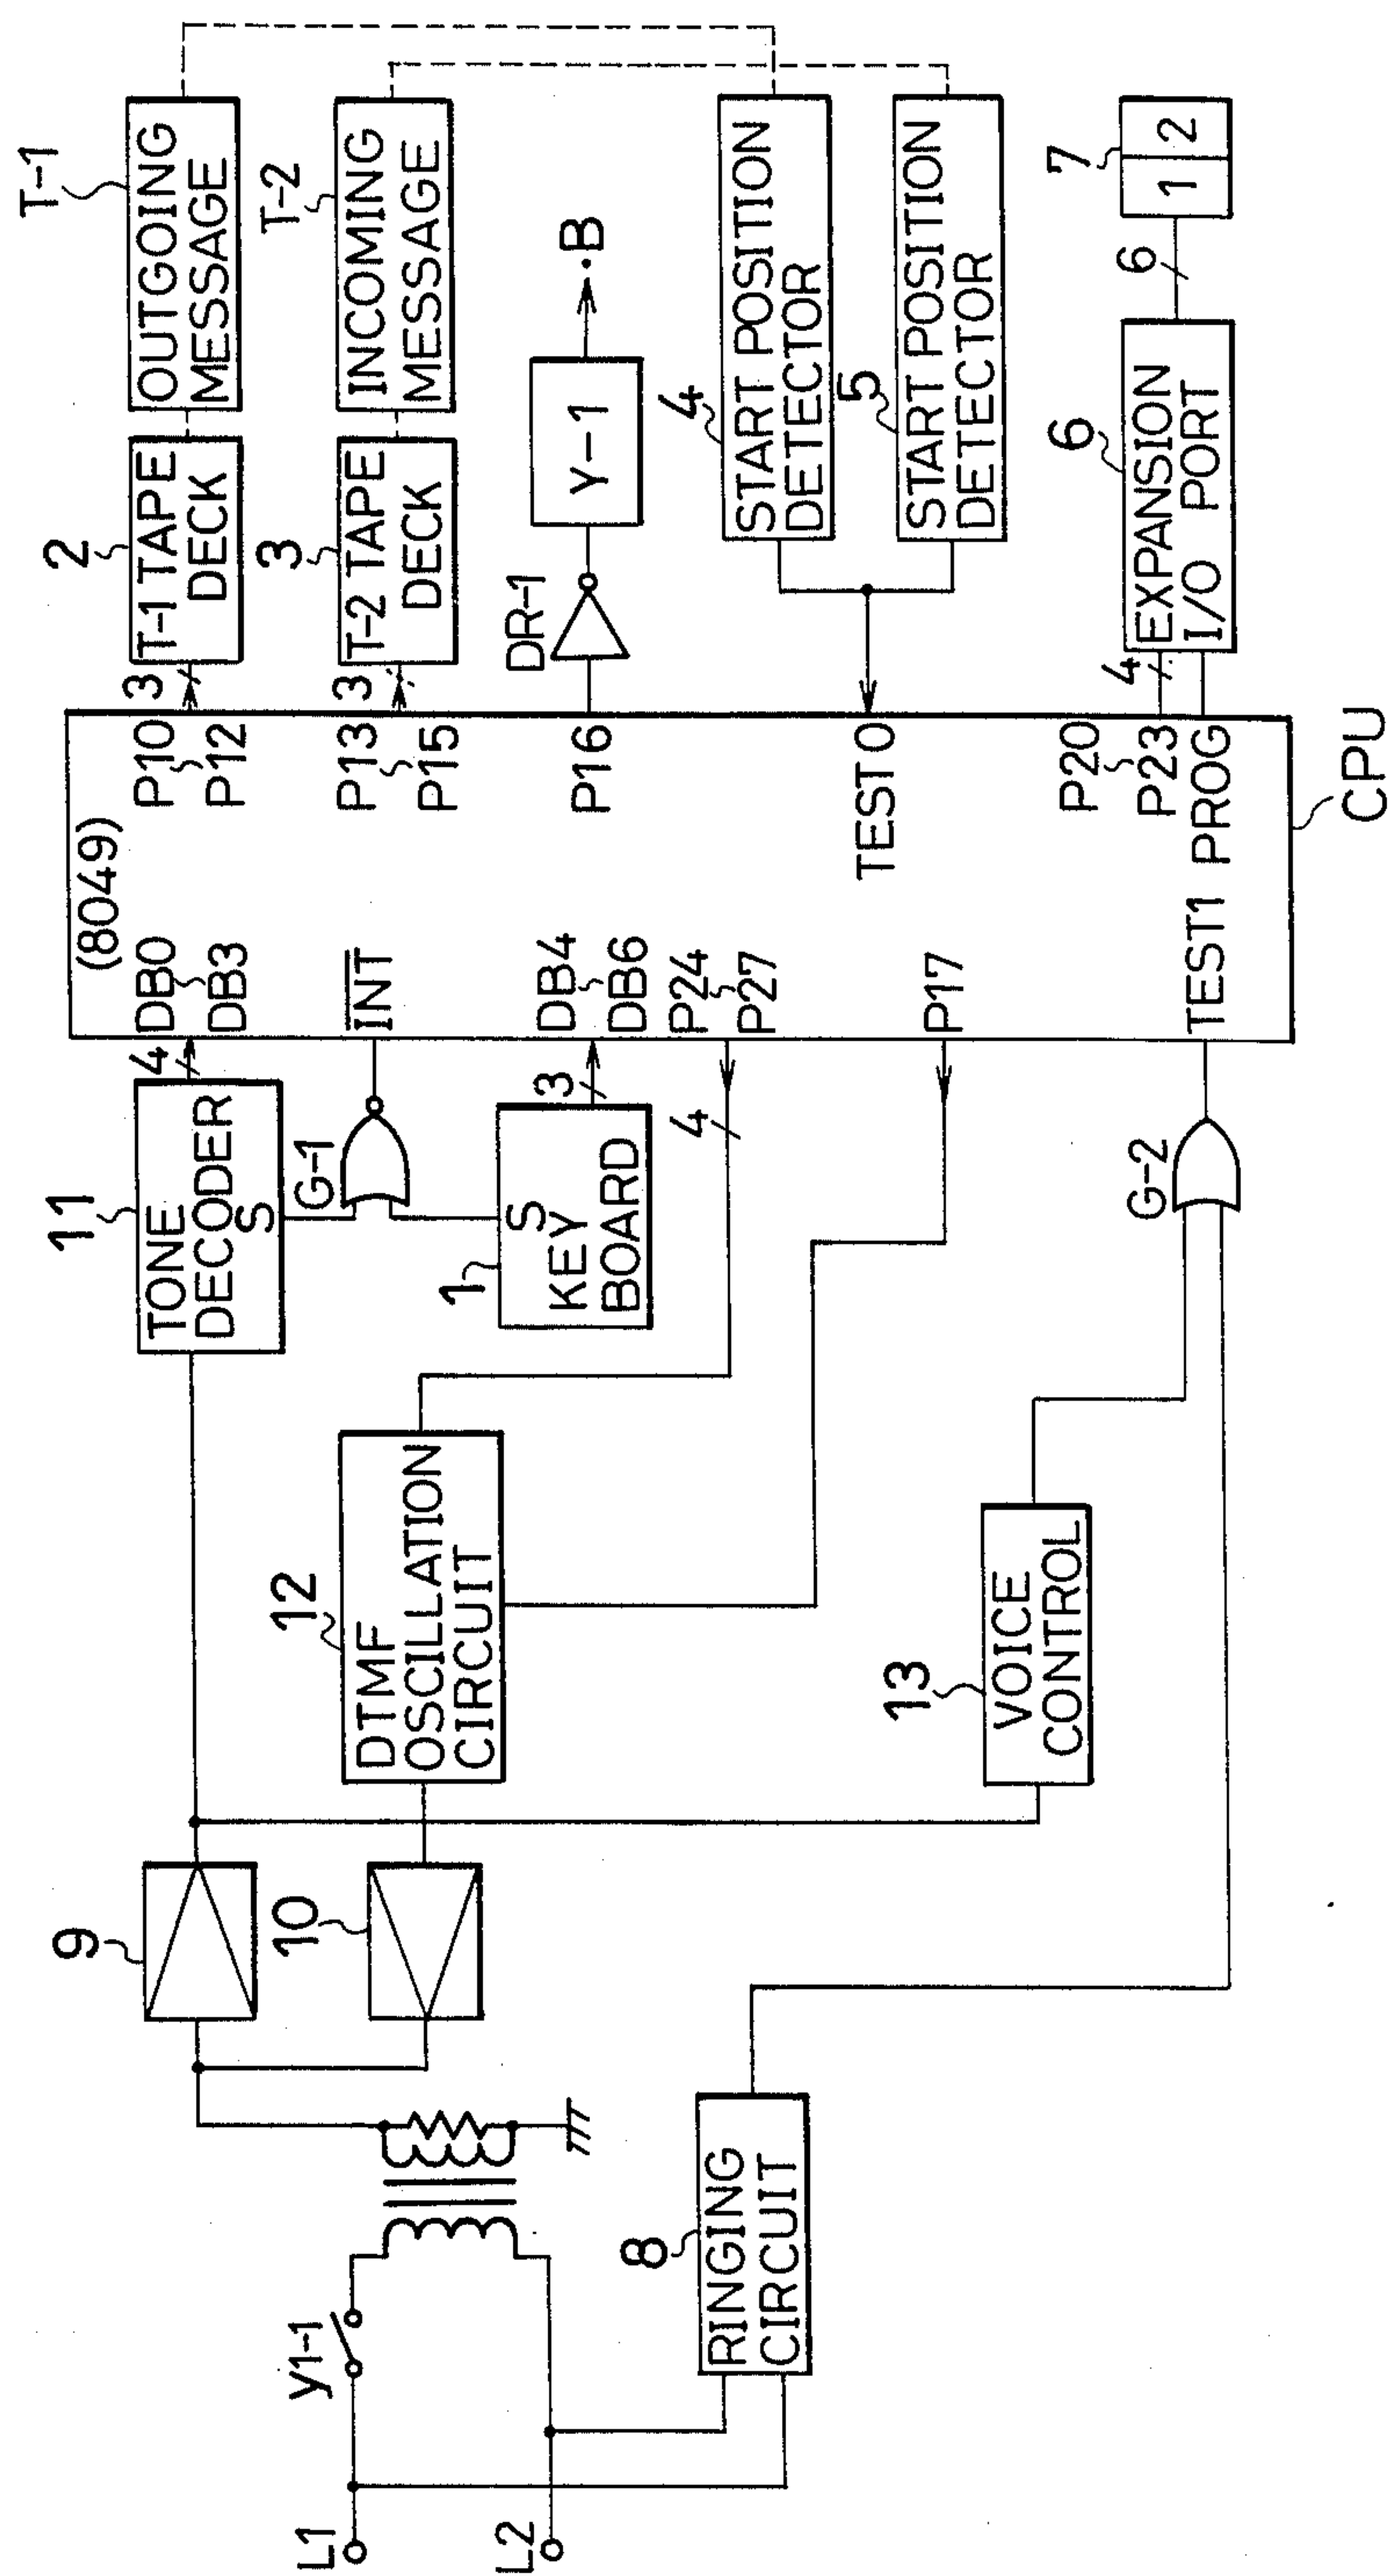 L1
L2
y1-1
8
RINGING
CIRCUIT
9
10
11
TONE
DECODER
S
12
DTMF
OSCILLATION
CIRCUIT
13
VOICE
CONTROL
G-1
1
S
KEY
BOARD
G-2
4
3
4
(8049)
DB0
DB3
INT
DB4
DB6
P24
P27
P17
TEST1
P10
P12
P13
P15
P16
TEST0
P20
P23
PROG
CPU
3
2
T-1 TAPE
DECK
T-1
OUTGOING
MESSAGE
3
3
T-2 TAPE
DECK
T-2
INCOMING
MESSAGE
DR-1
Y-1
B
4
START POSITION
DETECTOR
5
START POSITION
DETECTOR
4
6
EXPANSION
I/O PORT
6
7
1 2